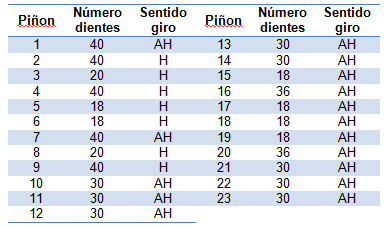 Piñon Número dientes Sentido giro Piñon Número dientes Sentido giro
1 40 AH 13 30 AH
2 40 H 14 30 AH
3 20 H 15 18 AH
4 40 H 16 36 AH
5 18 H 17 18 AH
6 18 H 18 18 AH
7 40 AH 19 18 AH
8 20 H 20 36 AH
9 40 H 21 30 AH
10 30 AH 22 30 AH
11 30 AH 23 30 AH
12 30 AH